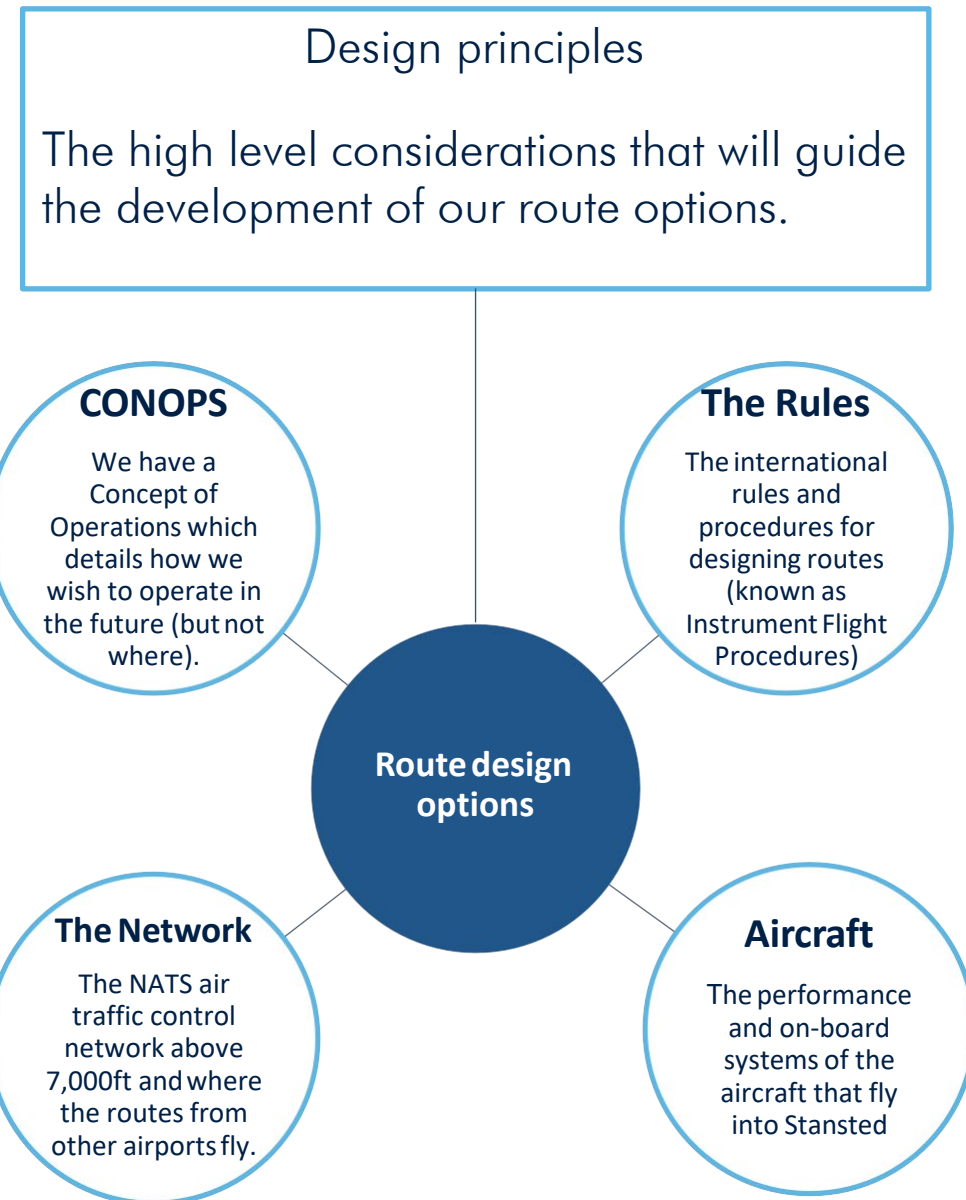 Design principles
The high level considerations that will guide
the development of our route options.
CONOPS
We have a
Concept of
Operations which
details how we
wish to operate in
the future (but not
where).
The Rules
The international
rules and
procedures for
designing routes
(known as
Instrument Flight
Procedures)
Route design
options
The Network
The NATS air
traffic control
network above
7,000ft and where
the routes from
other airports fly.
Aircraft
The performance
and on-board
systems of the
aircraft that fly
into Stansted